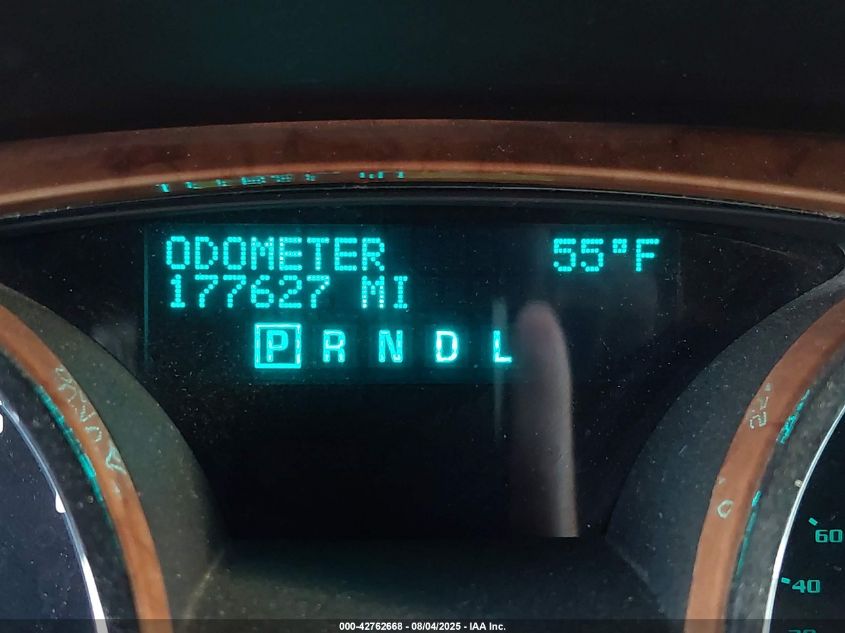 ODOMETER 55°F
177627 MI
P R N D L
60
40
000-42762668 - 08/04/2025 - IAA Inc.